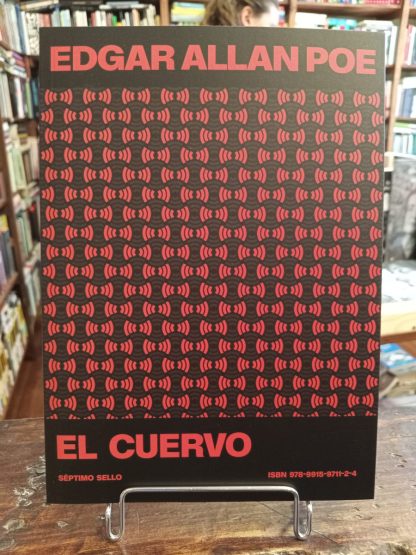 EDGAR ALLAN POE
EL CUERVO
SÉPTIMO SELLO ISBN 978-9915-9711-2-4